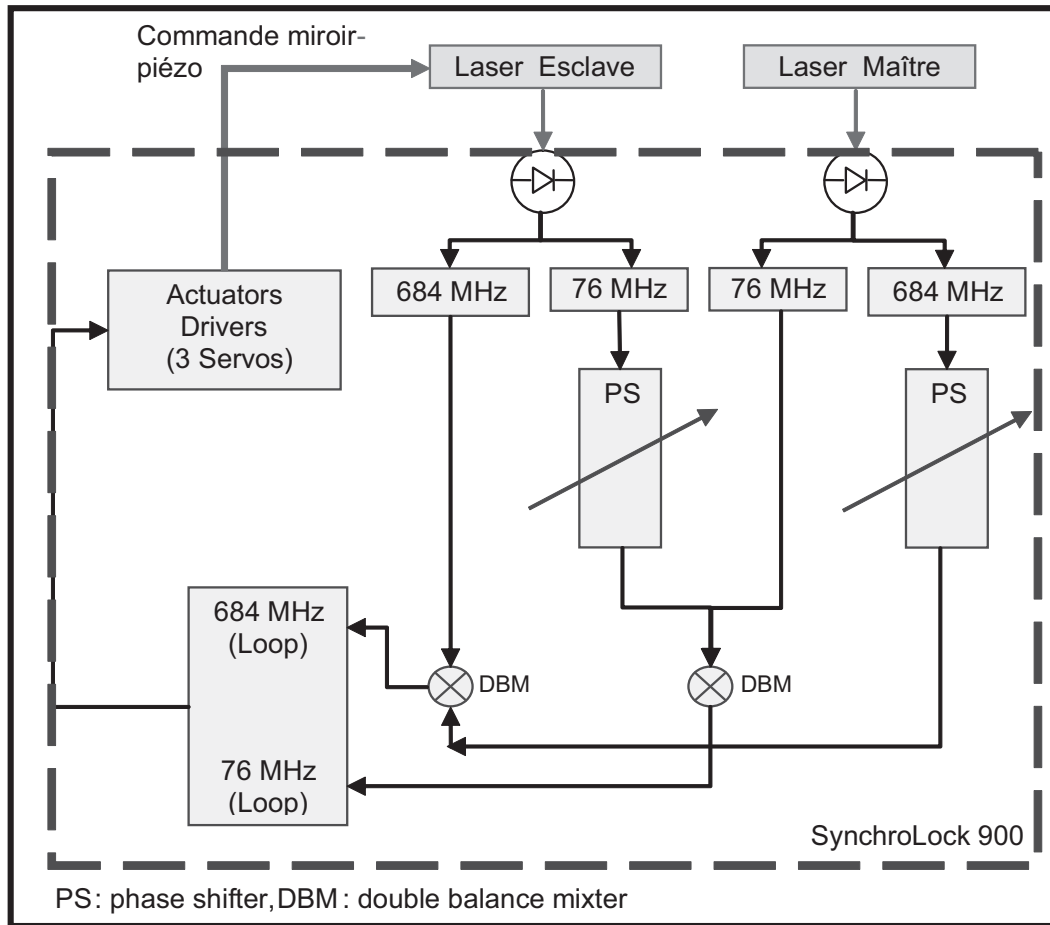 Commande miroir-
piézo
Laser Esclave
Laser Maître
Actuators
Drivers
(3 Servos)
684 MHz
76 MHz
76 MHz
684 MHz
PS
PS
684 MHz
(Loop)
DBM
DBM
76 MHz
(Loop)
SynchroLock 900
PS: phase shifter, DBM: double balance mixter